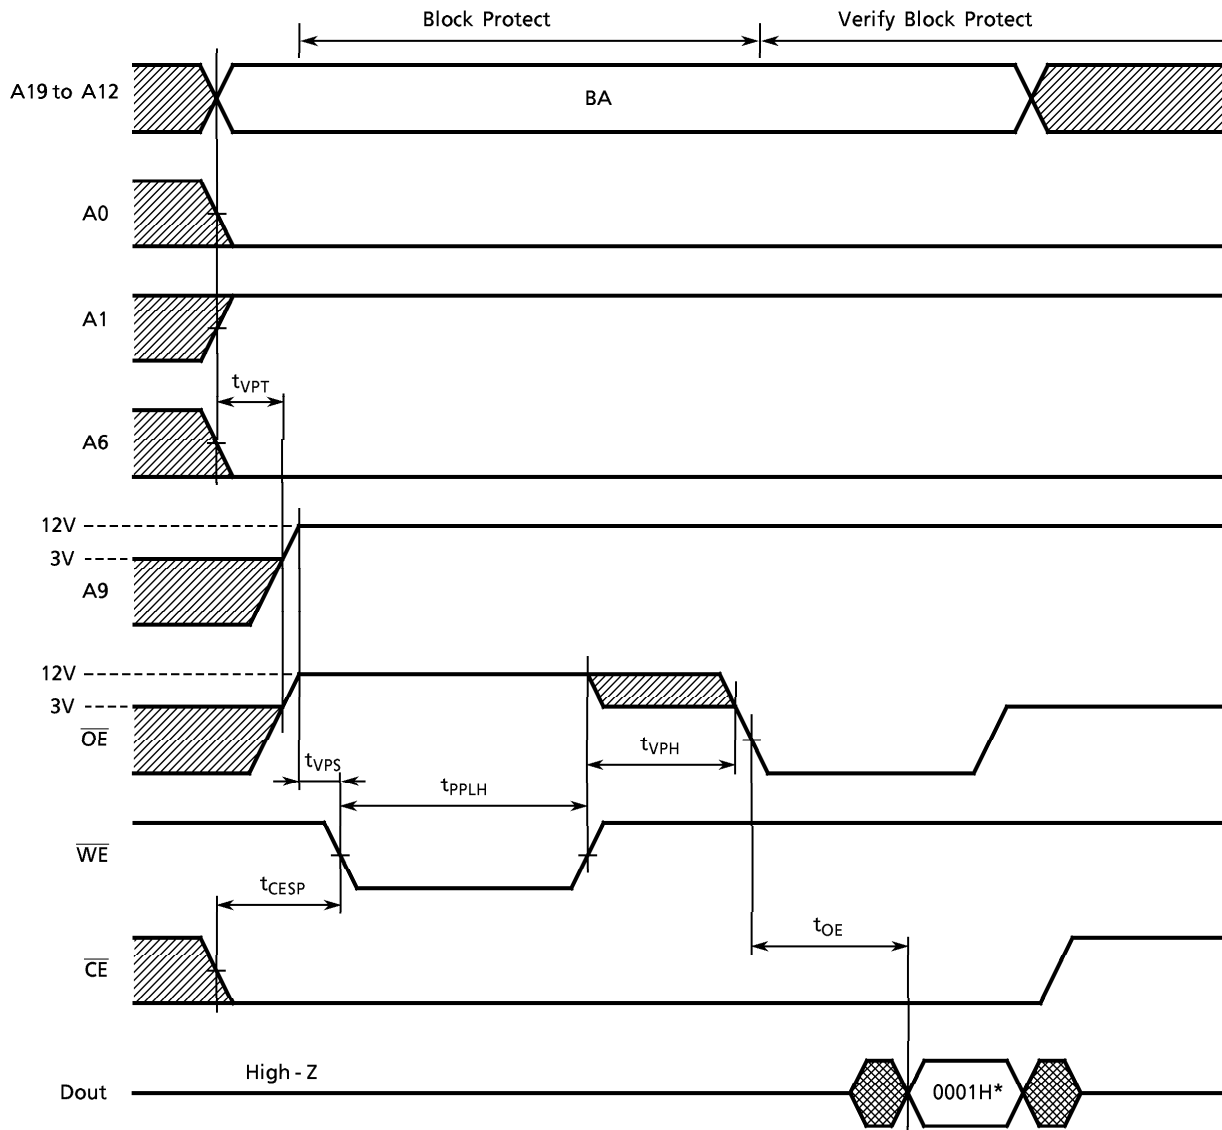 Block Protect
Verify Block Protect
A19 to A12
BA
A0
A1
tVPT
A6
12V
3V
A9
12V
3V
OE
tVPH
tVPS
tPPLH
WE
tCESP
tOE
CE
High - Z
Dout
0001H*